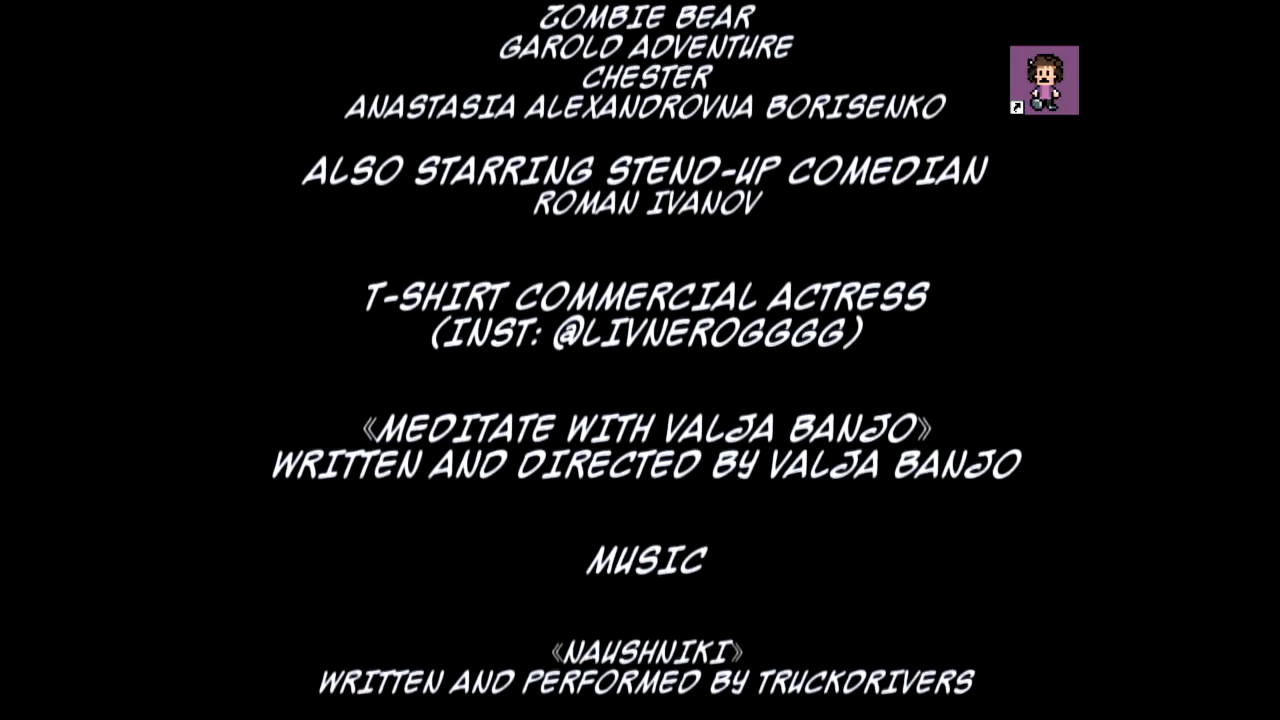 ZOMBIE BEAR
GAROLD ADVENTURE
CHESTER
ANASTASIA ALEXANDROVNA BORISENKO
ALSO STARRING STEND-UP COMEDIAN
ROMAN IVANOV
T-SHIRT COMMERCIAL ACTRESS
(INST: @LIVNEROGGGG)
《MEDITATE WITH VALJA BANJO》
WRITTEN AND DIRECTED BY VALJA BANJO
MUSIC
《NAUSHNIKI》
WRITTEN AND PERFORMED BY TRUCKDRIVERS